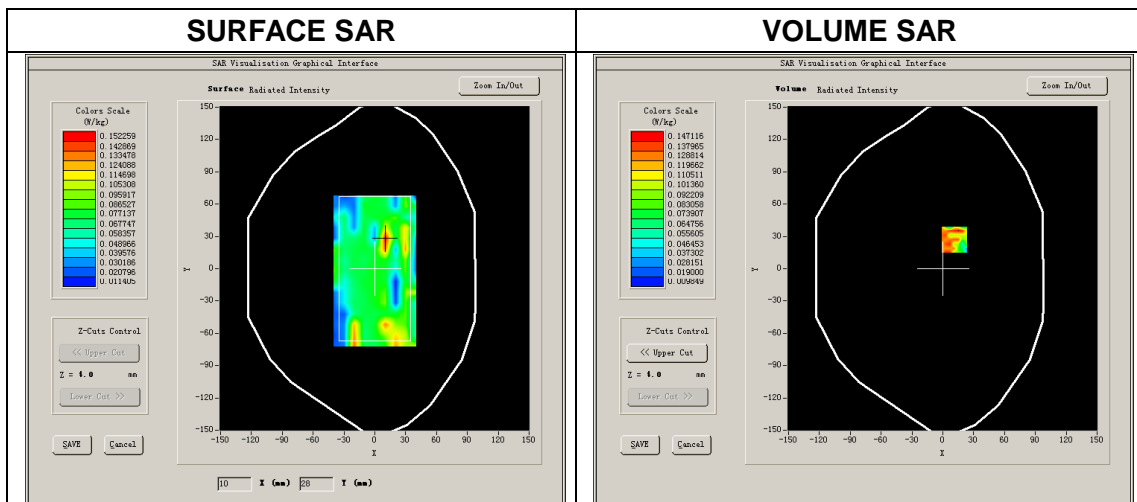 SURFACE SAR
SAR Visualisation Graphical Interface
Surface Radiated Intensity
Zoom In/Out
Colors Scale
(W/kg)
0.152259
0.142869
0.133478
0.124088
0.114698
0.105308
0.095917
0.086527
0.077137
0.067747
0.058357
0.048966
0.039576
0.030186
0.020796
0.011405
Z-Cuts Control
<< Upper Cut
Z = 4.0 mm
Lower Cut >>
SAVE
Cancel
150
120
90
60
30
0
-30
-60
-90
-120
-150
Y
-150 -120 -90 -60 -30 0 30 60 90 120 150
X
10 X (mm) 28 Y (mm)
VOLUME SAR
SAR Visualisation Graphical Interface
Volume Radiated Intensity
Zoom In/Out
Colors Scale
(W/kg)
0.147116
0.137965
0.128814
0.119662
0.110511
0.101360
0.092209
0.083058
0.073907
0.064756
0.055605
0.046453
0.037302
0.028151
0.019000
0.009849
Z-Cuts Control
<< Upper Cut
Z = 4.0 mm
Lower Cut >>
SAVE
Cancel
150
120
90
60
30
0
-30
-60
-90
-120
-150
Y
-150 -120 -90 -60 -30 0 30 60 90 120 150
X